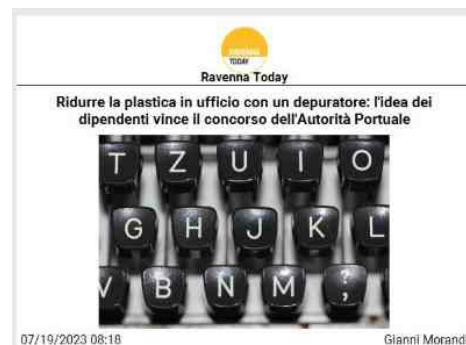 RAVENNA
TODAY
Ravenna Today
Ridurre la plastica in ufficio con un depuratore: l'idea dei
dipendenti vince il concorso dell'Autorità Portuale
T Z U I O
G H J K L
V B N M ? ;
07/19/2023 08:18
Gianni Morandi